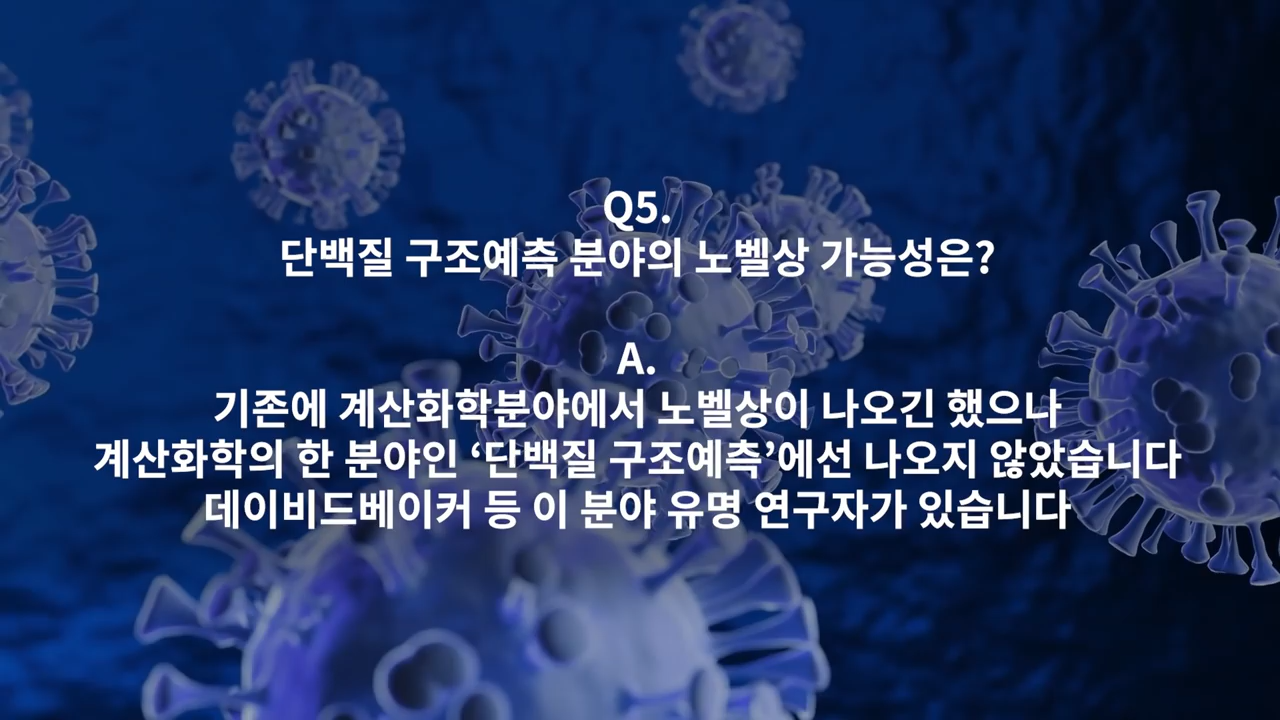 Q5.
단백질 구조예측 분야의 노벨상 가능성은?
A.
기존에 계산화학분야에서 노벨상이 나오긴 했으나
계산화학의 한 분야인 ‘단백질 구조예측’에선 나오지 않았습니다
데이비드베이커 등 이 분야 유명 연구자가 있습니다